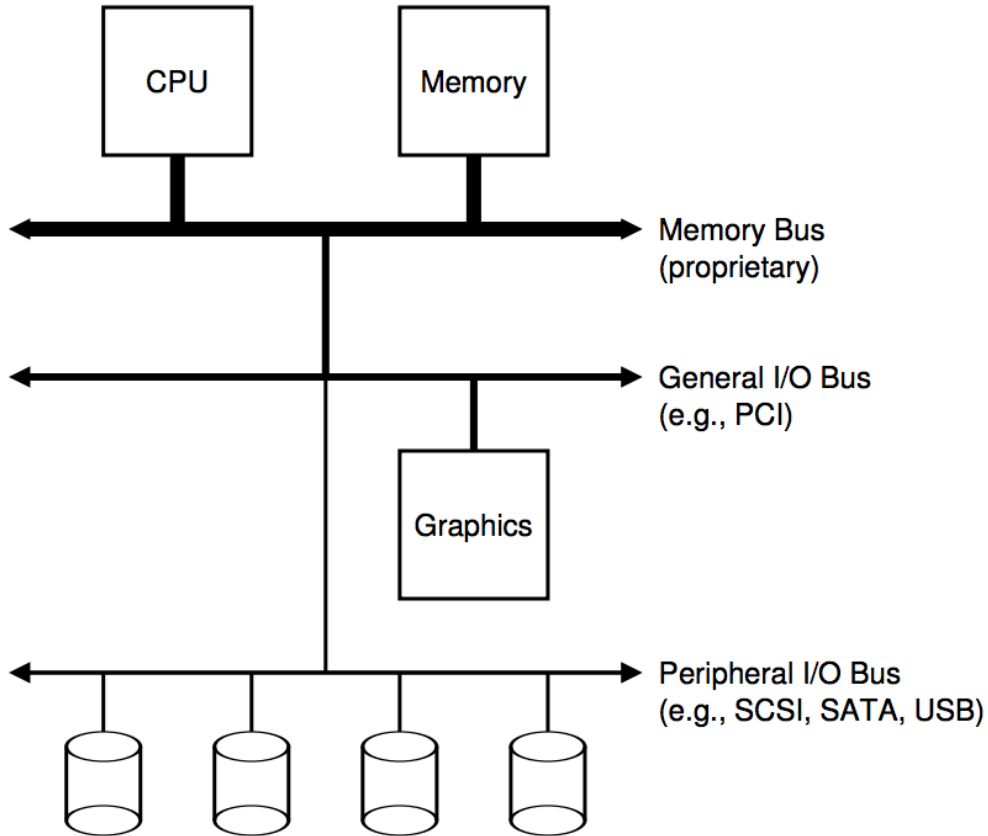 CPU
Memory
Memory Bus
(proprietary)
General I/O Bus
(e.g., PCI)
Graphics
Peripheral I/O Bus
(e.g., SCSI, SATA, USB)